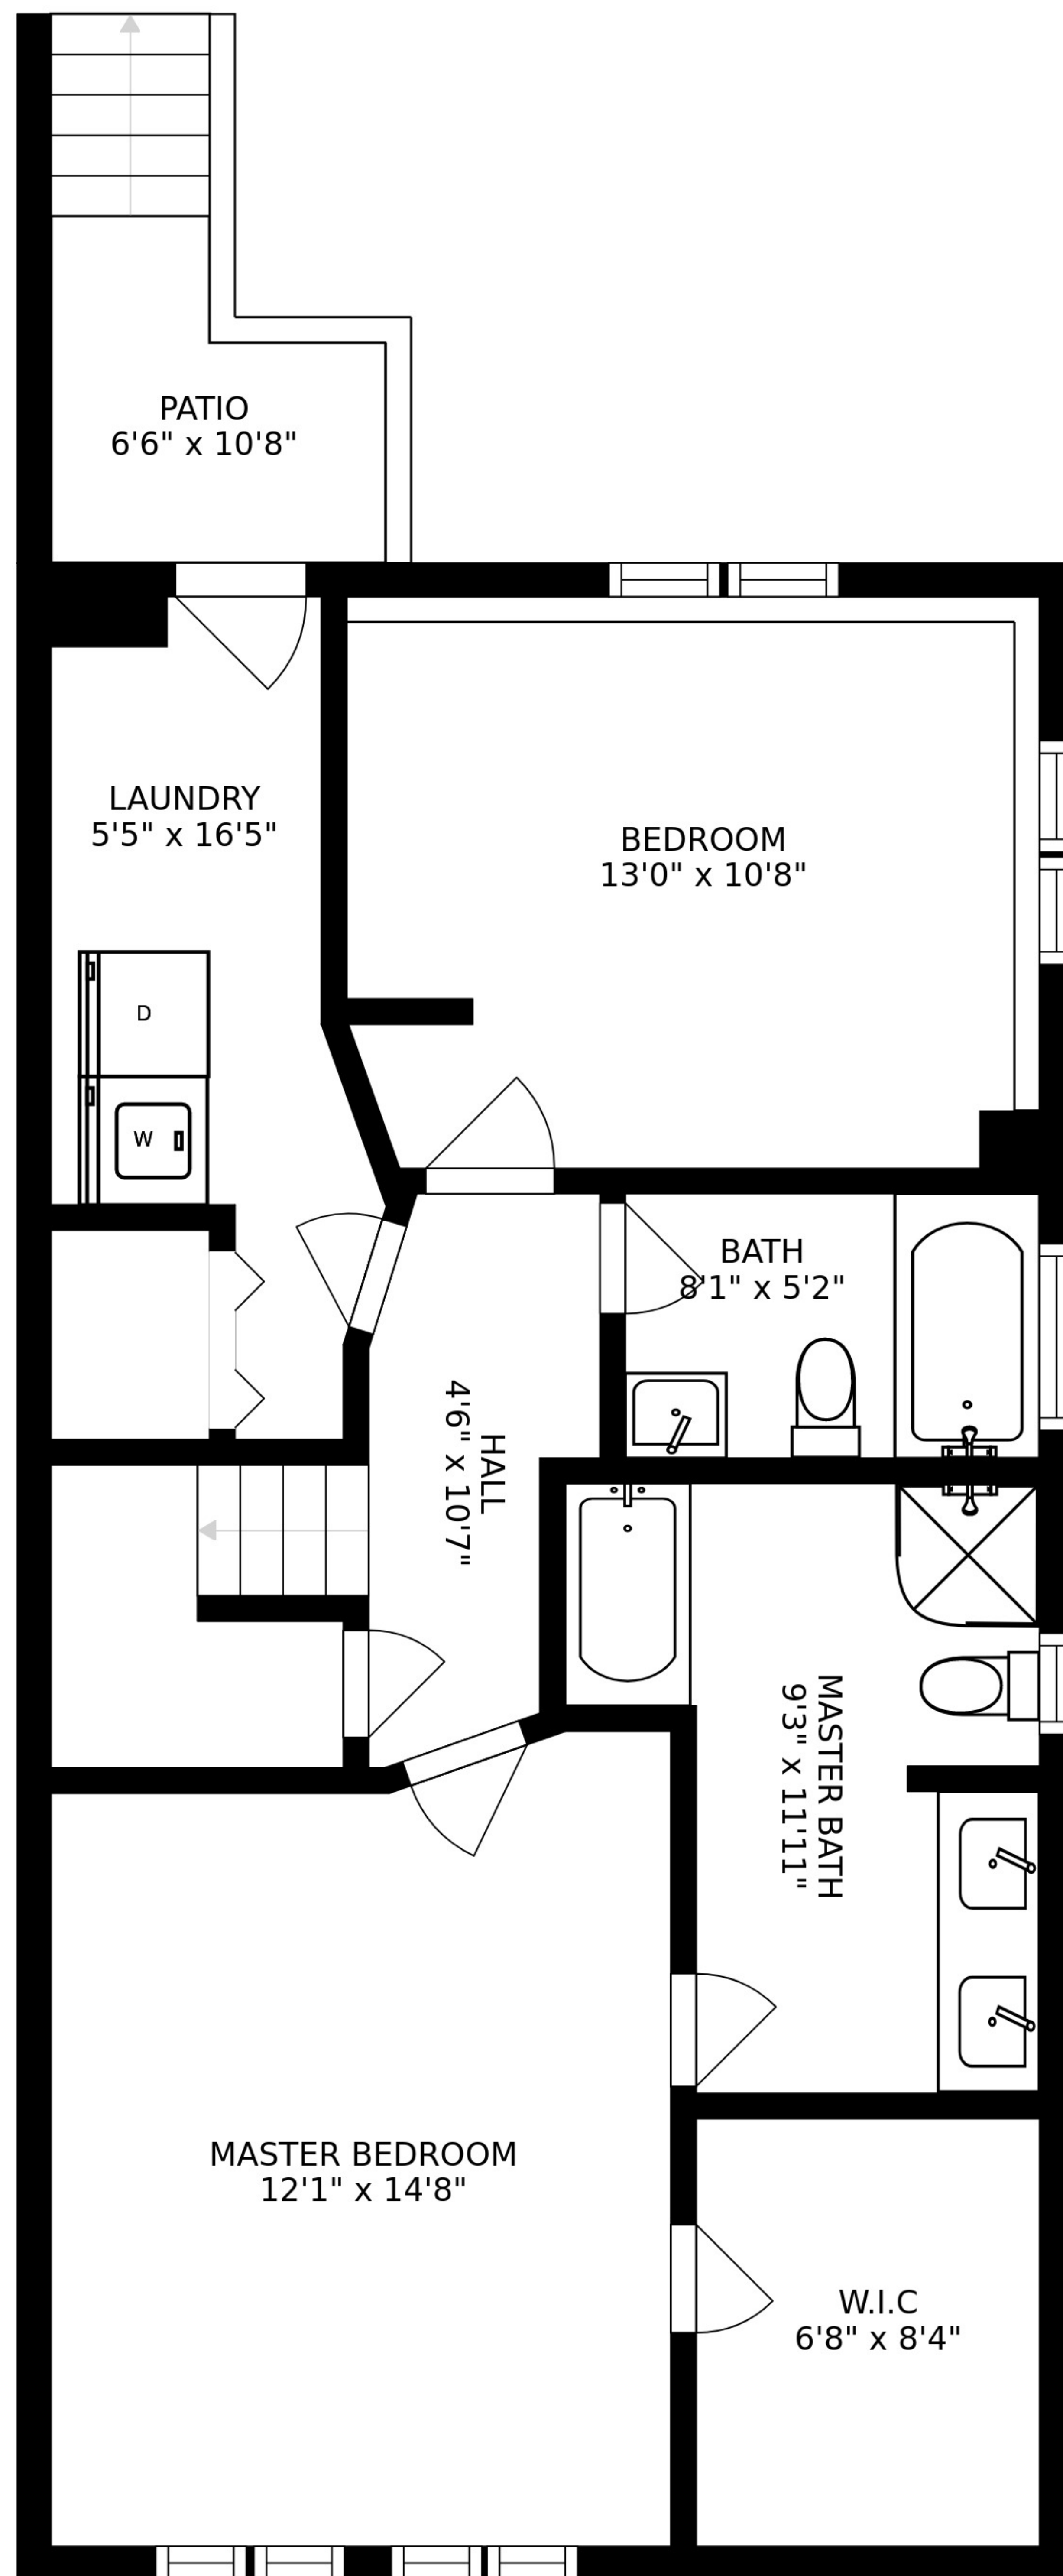 PATIO
6'6" x 10'8"
LAUNDRY
5'5" x 16'5"
BEDROOM
13'0" x 10'8"
D
W
BATH
8'1" x 5'2"
HALL
4'6" x 10'7"
MASTER BATH
9'3" x 11'11"
MASTER BEDROOM
12'1" x 14'8"
W.I.C
6'8" x 8'4"